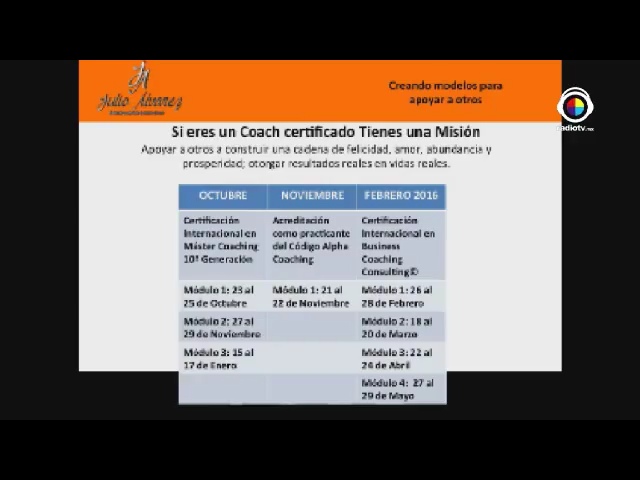 Julio Álvarez
Creando modelos para
apoyar a otros
radiotv.mx
Si eres un Coach certificado Tienes una Misión
Apoyar a otros a construir una cadena de felicidad, amor, abundancia y
prosperidad; otorgar resultados reales en vidas reales.
OCTUBRE NOVIEMBRE FEBRERO 2016
Certificación Acreditación Certificación
Internacional en como practicante Internacional en
Máster Coaching del Código Alpha Business
10ª Generación Coaching Coaching
Consulting©
Módulo 1: 23 al Módulo 1: 21 al Módulo 1: 26 al
25 de Octubre 22 de Noviembre 28 de Febrero
Módulo 2: 27 al Módulo 2: 18 al
29 de Noviembre 20 de Marzo
Módulo 3: 15 al Módulo 3: 22 al
17 de Enero 24 de Abril
Módulo 4: 27 al
29 de Mayo